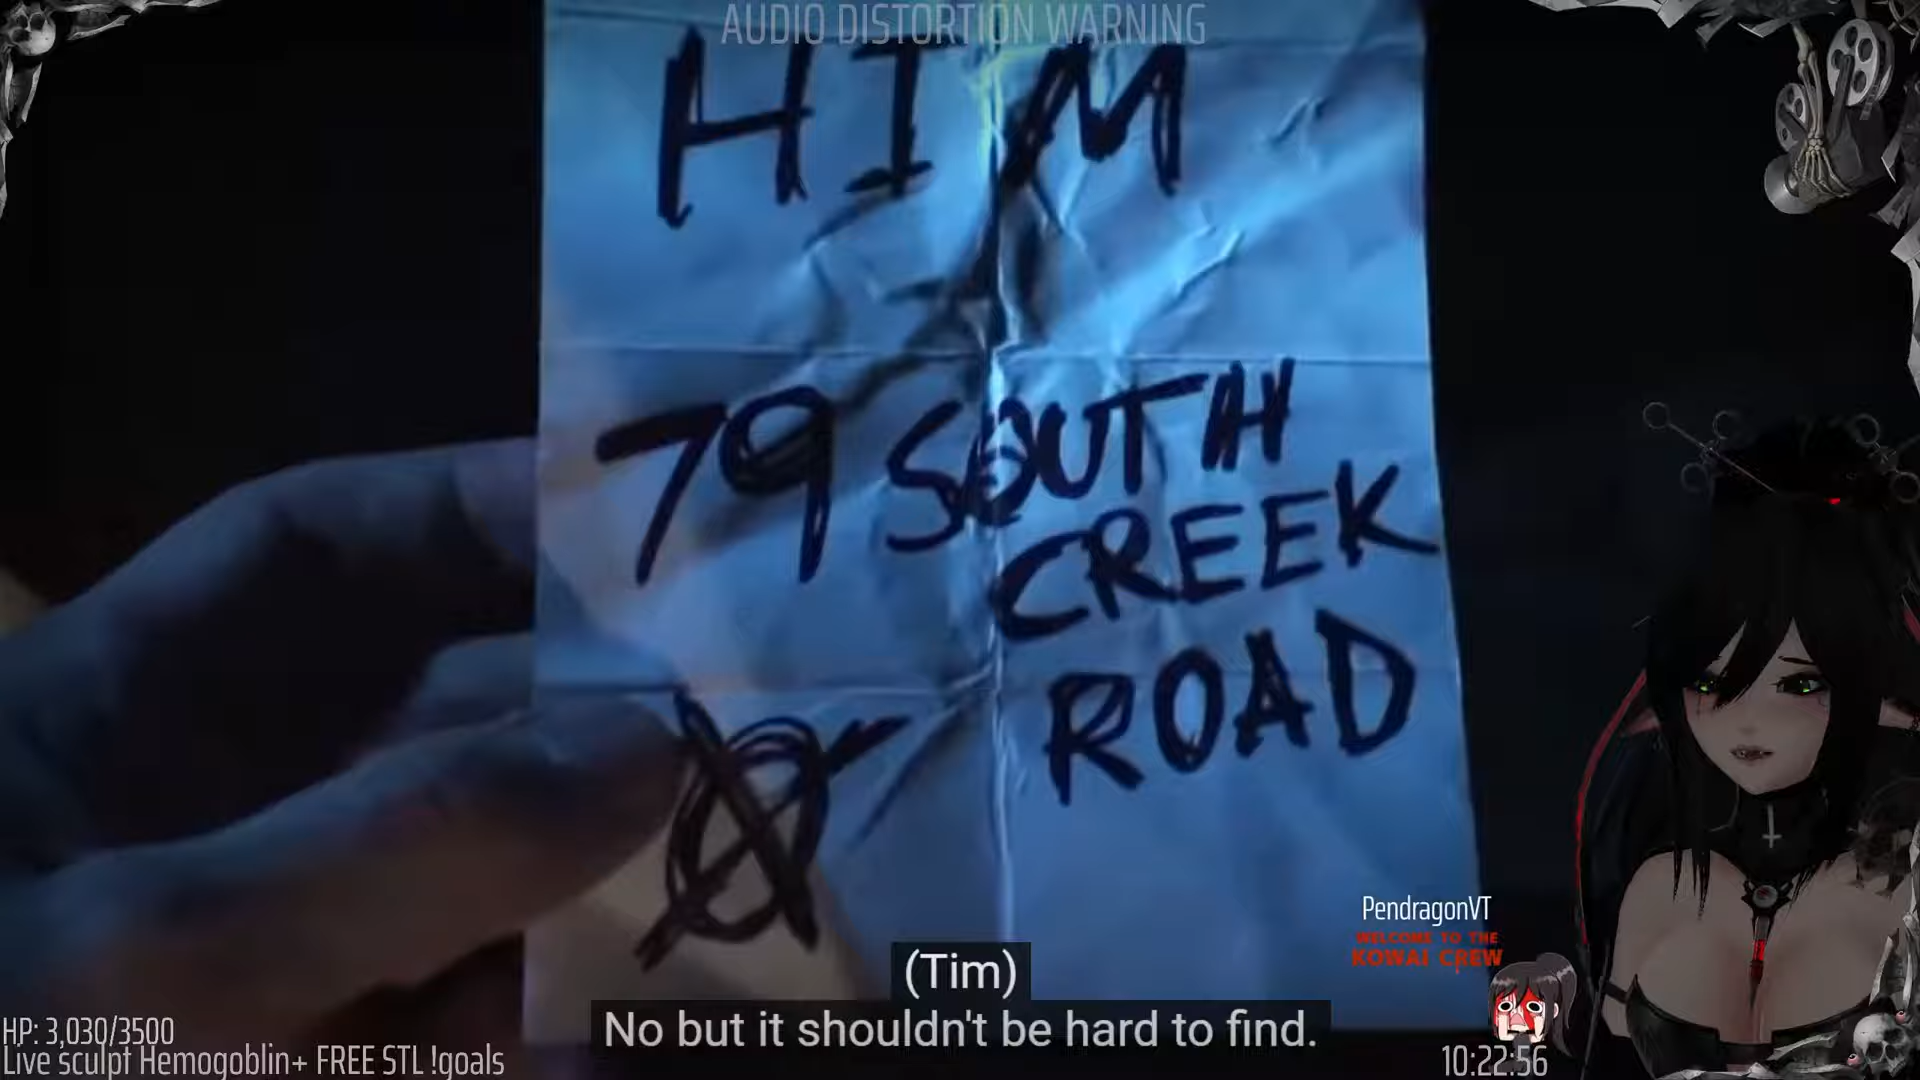 AUDIO DISTORTION WARNING
HIM
79 SOUTH
CREEK
ROAD
PendragonVT
WELCOME TO THE
KOWAI CREW
(Tim)
No but it shouldn't be hard to find.
HP: 3,030/3500
Live sculpt Hemogoblin+ FREE STL !goals
10:22:56